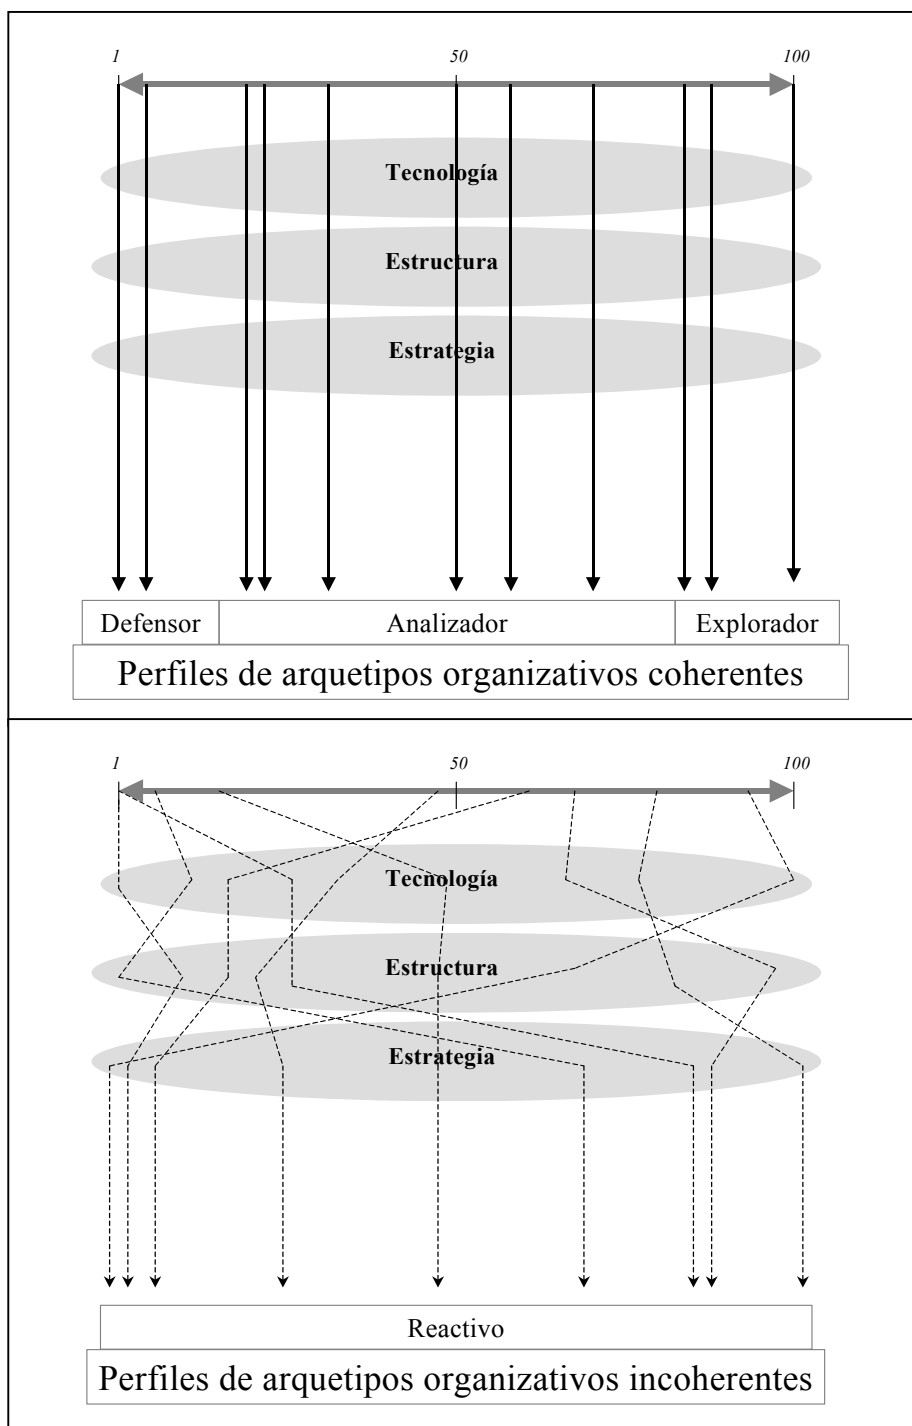 1 50 100
Tecnología
Estructura
Estrategia
Defensor Analizador Explorador
Perfiles de arquetipos organizativos coherentes
1 50 100
Tecnología
Estructura
Estrategia
Reactivo
Perfiles de arquetipos organizativos incoherentes